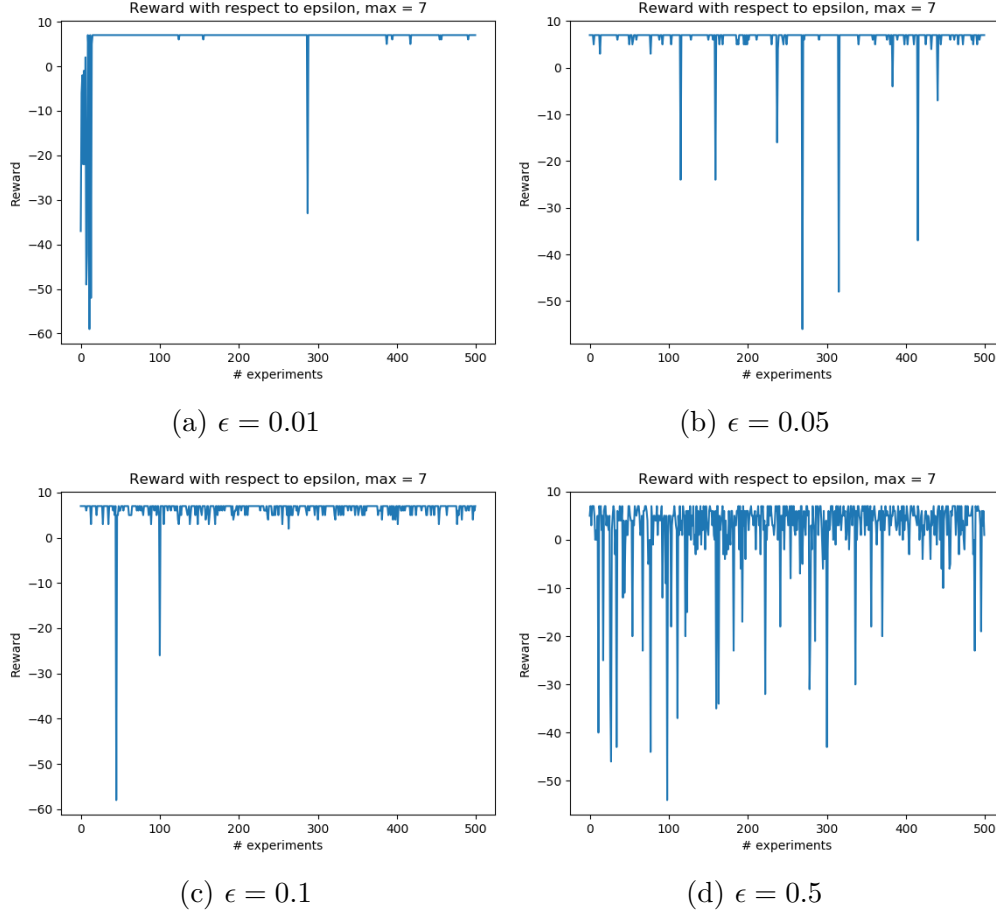 Reward with respect to epsilon, max = 7
10
0
−10
−20
−30
−40
−50
−60
Reward
0 100 200 300 400 500
# experiments
(a) ϵ = 0.01
Reward with respect to epsilon, max = 7
10
0
−10
−20
−30
−40
−50
Reward
0 100 200 300 400 500
# experiments
(b) ϵ = 0.05
Reward with respect to epsilon, max = 7
10
0
−10
−20
−30
−40
−50
−60
Reward
0 100 200 300 400 500
# experiments
(c) ϵ = 0.1
Reward with respect to epsilon, max = 7
10
0
−10
−20
−30
−40
−50
Reward
0 100 200 300 400 500
# experiments
(d) ϵ = 0.5